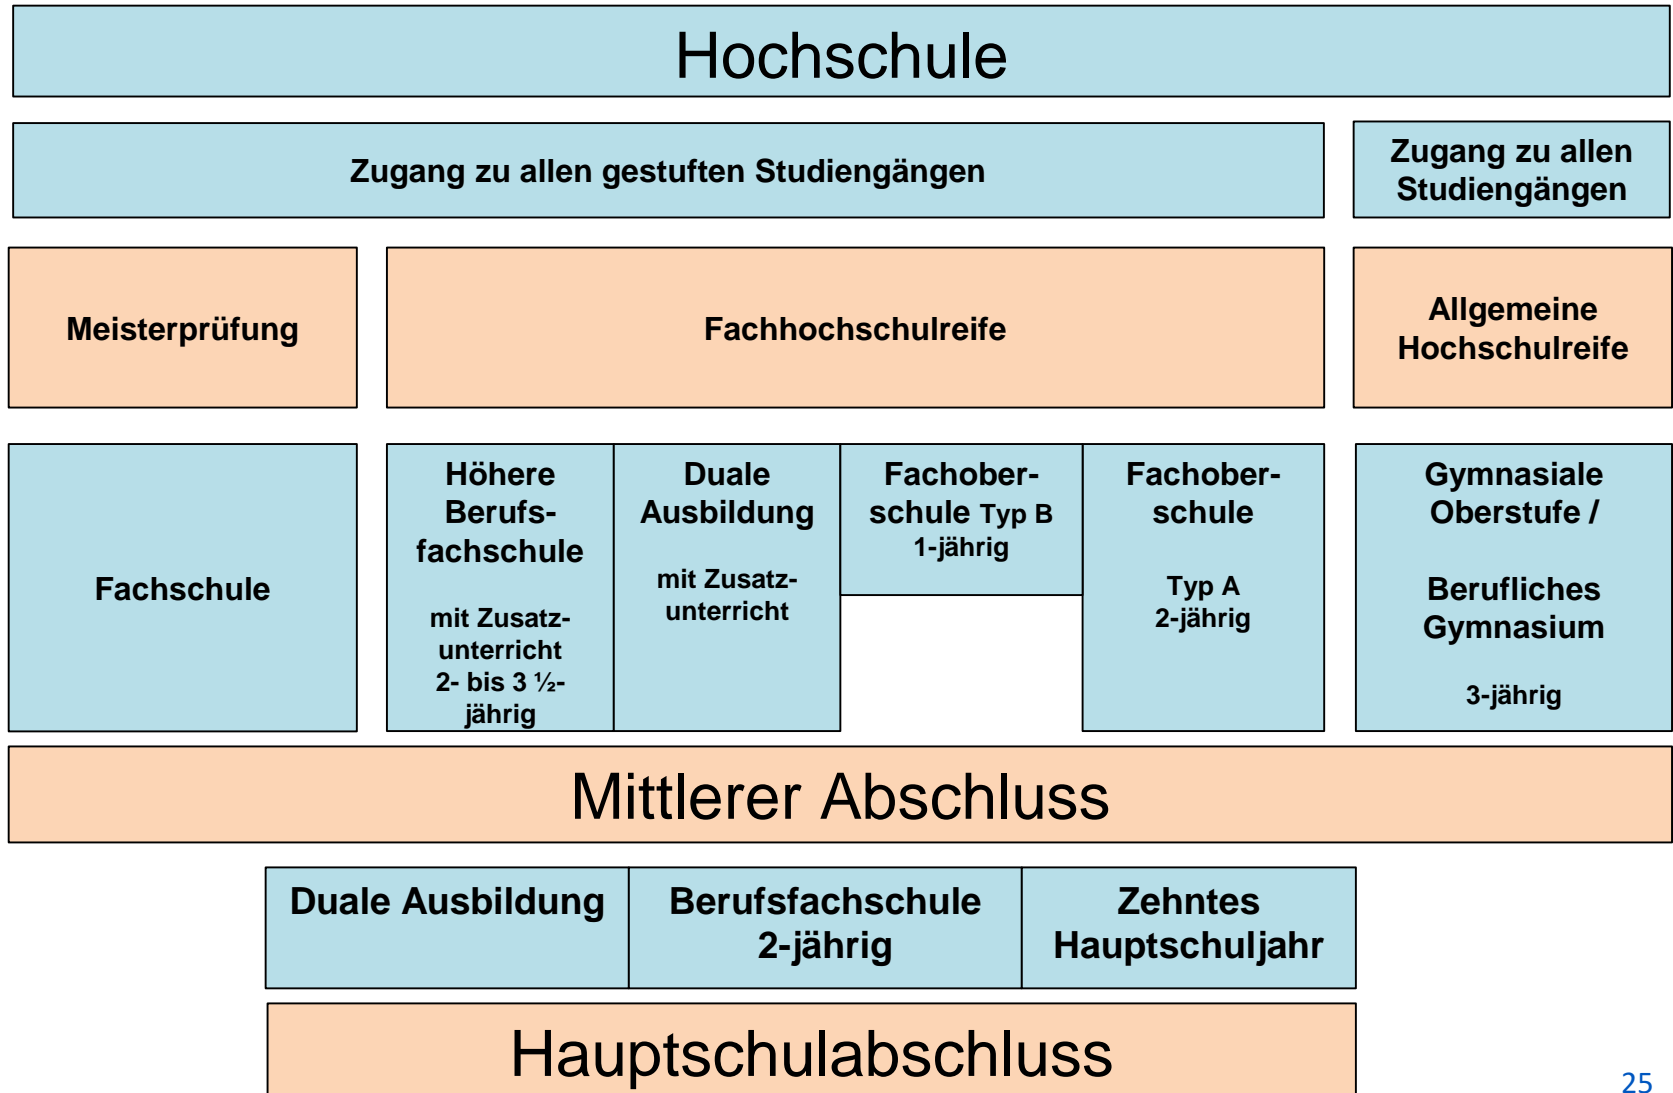 Hochschule
Zugang zu allen gestuften Studiengängen
Zugang zu allen
Studiengängen
Meisterprüfung
Fachhochschulreife
Allgemeine
Hochschulreife
Fachschule
Höhere
Berufs-
fachschule
mit Zusatz-
unterricht
2- bis 3 ½-
jährig
Duale
Ausbildung
mit Zusatz-
unterricht
Fachober-
schule Typ B
1-jährig
Fachober-
schule
Typ A
2-jährig
Gymnasiale
Oberstufe /
Berufliches
Gymnasium
3-jährig
Mittlerer Abschluss
Duale Ausbildung
Berufsfachschule
2-jährig
Zehntes
Hauptschuljahr
Hauptschulabschluss
25